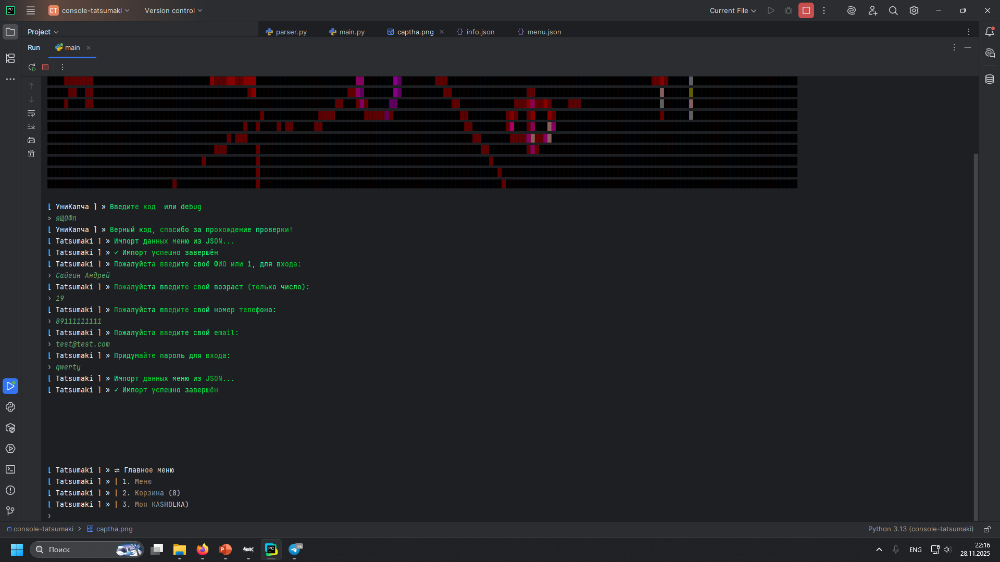 CT console-tatsumaki Version control Current File
Project parser.py main.py captha.png info.json menu.json
Run main
[ УниКапча ] » Введите код  или debug
> яЩОФп
[ УниКапча ] » Верный код, спасибо за прохождение проверки!
[ Tatsumaki ] » Импорт данных меню из JSON...
[ Tatsumaki ] » ✓ Импорт успешно завершён
[ Tatsumaki ] » Пожалуйста введите своё ФИО или 1, для входа:
› Сайгин Андрей
[ Tatsumaki ] » Пожалуйста введите свой возраст (только число):
› 19
[ Tatsumaki ] » Пожалуйста введите свой номер телефона:
› 89111111111
[ Tatsumaki ] » Пожалуйста введите свой email:
› test@test.com
[ Tatsumaki ] » Придумайте пароль для входа:
› qwerty
[ Tatsumaki ] » Импорт данных меню из JSON...
[ Tatsumaki ] » ✓ Импорт успешно завершён
[ Tatsumaki ] » ⇌ Главное меню
[ Tatsumaki ] » | 1. Меню
[ Tatsumaki ] » | 2. Корзина (0)
[ Tatsumaki ] » | 3. Моя KASHOLKA)
›
console-tatsumaki › captha.png Python 3.13 (console-tatsumaki)
Поиск 96 ENG 22:16
28.11.2025